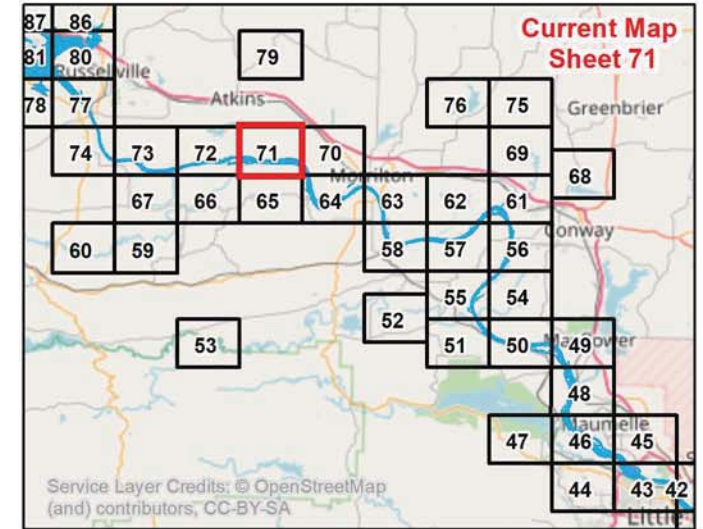 87 86
Current Map
Sheet 71
81 80 79
Russellville
78 77 Atkins 76 75 Greenbrier
74 73 72 71 70 69
Morrilton 68
67 66 65 64 63 62 61
Conway
60 59 58 57 56
55 54
52
53 51 50 Mayflower 49
48
Maumelle
47 46 45
Service Layer Credits: © OpenStreetMap
(and) contributors, CC-BY-SA
44 43 42
Little